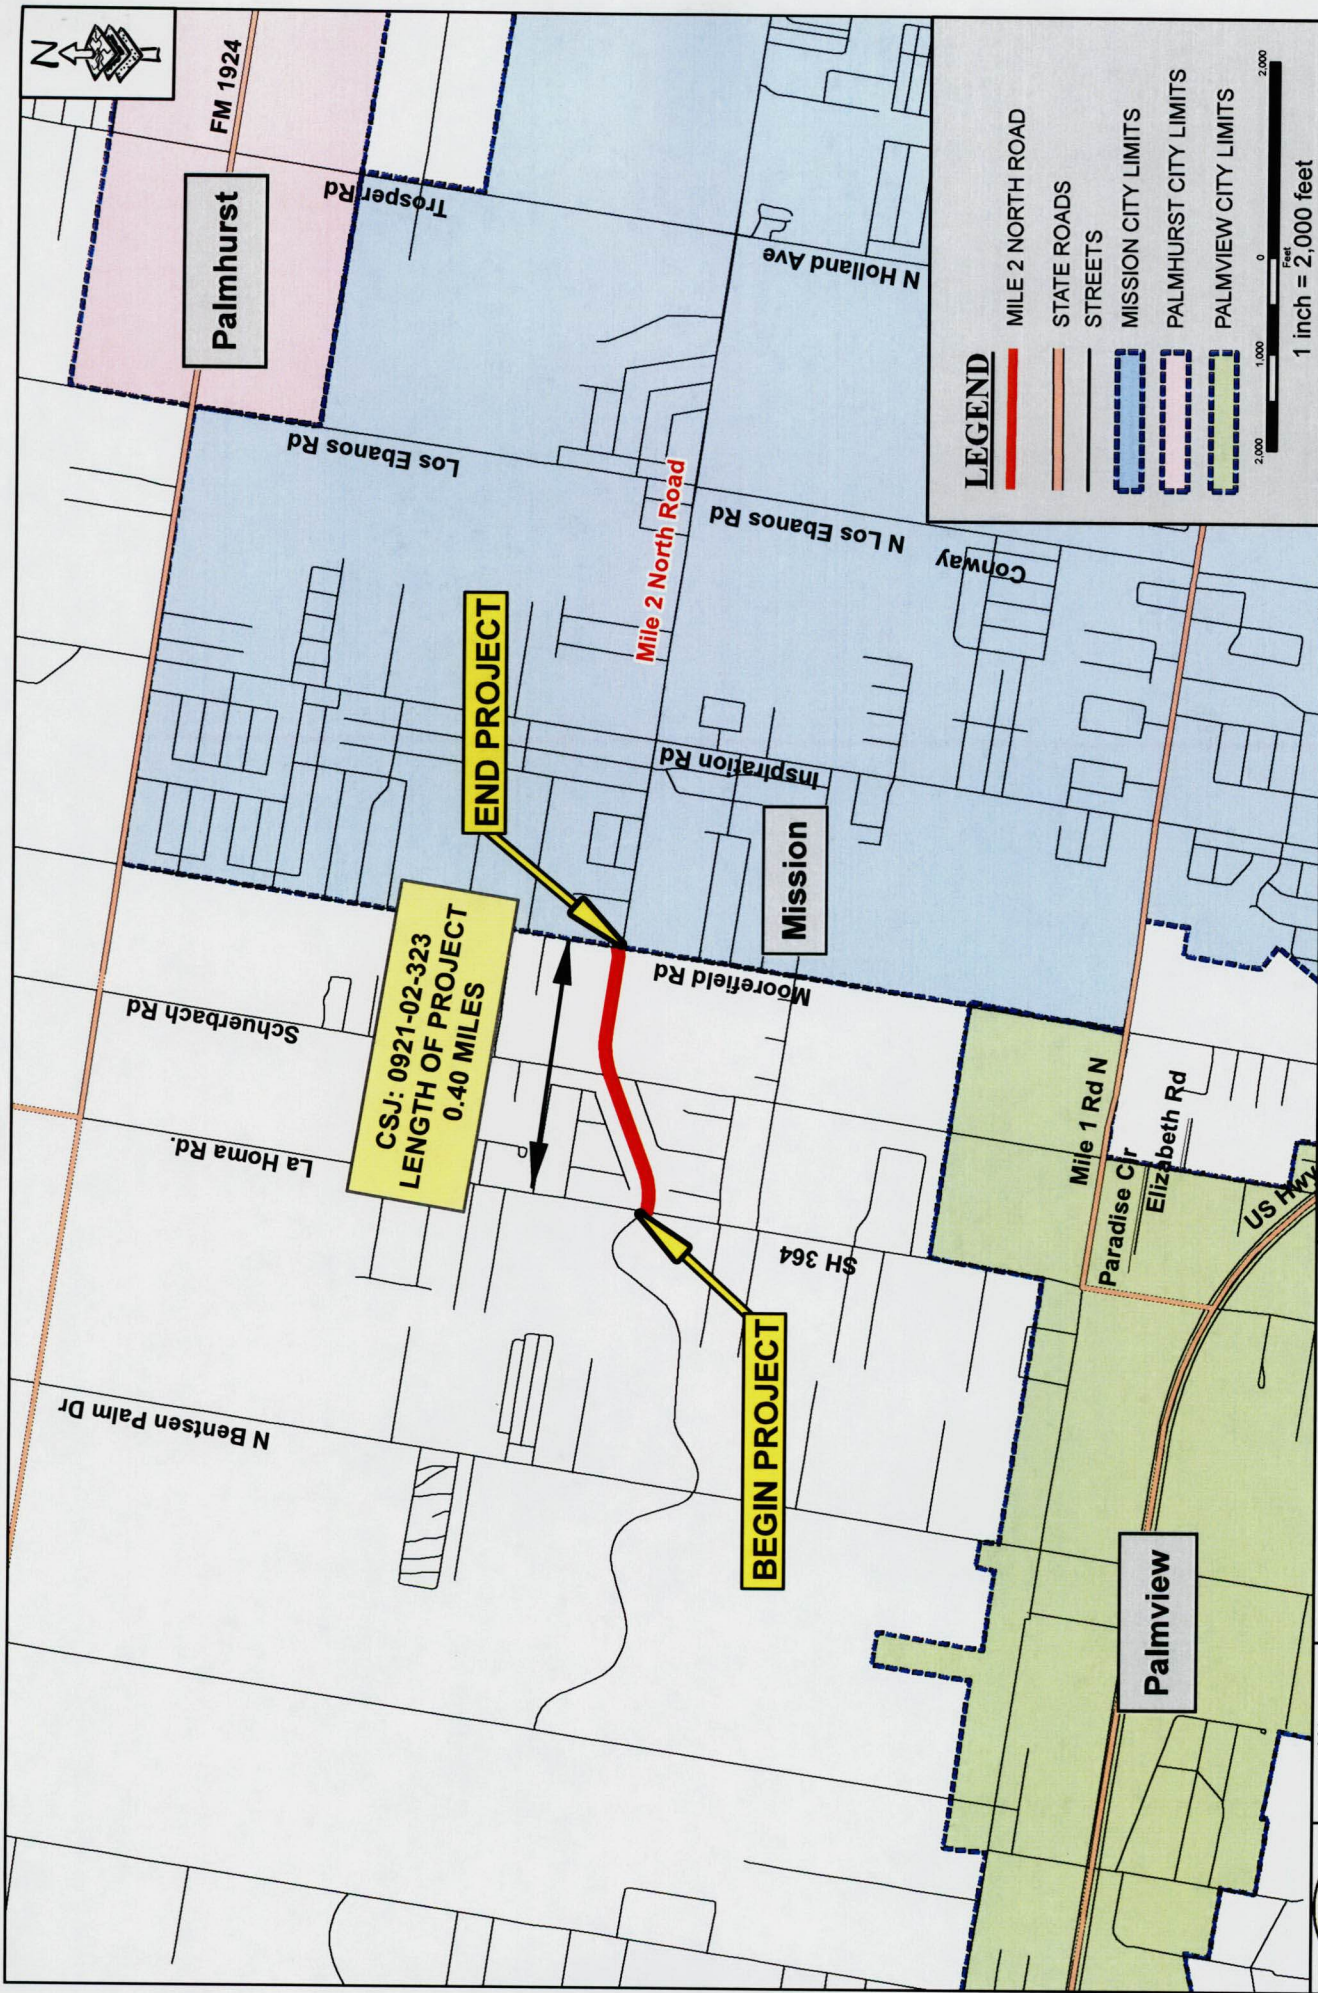 N
FM 1924
Palmhurst
Trosper Rd
Los Ebanos Rd
N Holland Ave
Mile 2 North Road
N Los Ebanos Rd
Conway
END PROJECT
Inspiration Rd
Mission
CSJ: 0921-02-323
LENGTH OF PROJECT
0.40 MILES
Schuerbach Rd
Moorefield Rd
La Homa Rd.
SH 364
N Bentsen Palm Dr
BEGIN PROJECT
Mile 1 Rd N
Paradise Cir
Elizabeth Rd
US Hwy
Palmview
LEGEND
MILE 2 NORTH ROAD
STATE ROADS
STREETS
MISSION CITY LIMITS
PALMHURST CITY LIMITS
PALMVIEW CITY LIMITS
2,000 1,000 0 2,000
Feet
1 inch = 2,000 feet